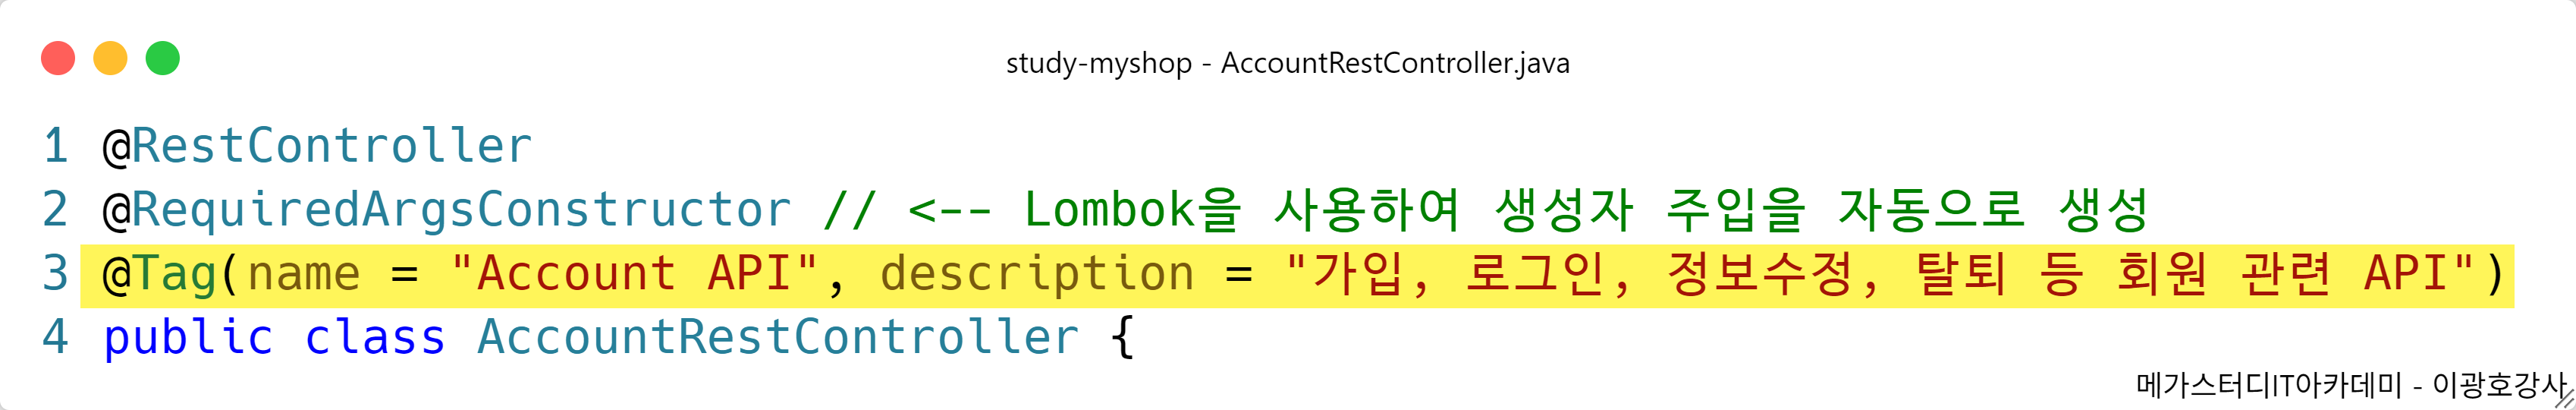 study-myshop - AccountRestController.java
1 @RestController
2 @RequiredArgsConstructor // <-- Lombok을 사용하여 생성자 주입을 자동으로 생성
3 @Tag(name = "Account API", description = "가입, 로그인, 정보수정, 탈퇴 등 회원 관련 API")
4 public class AccountRestController {
메가스터디IT아카데미 - 이광호강사